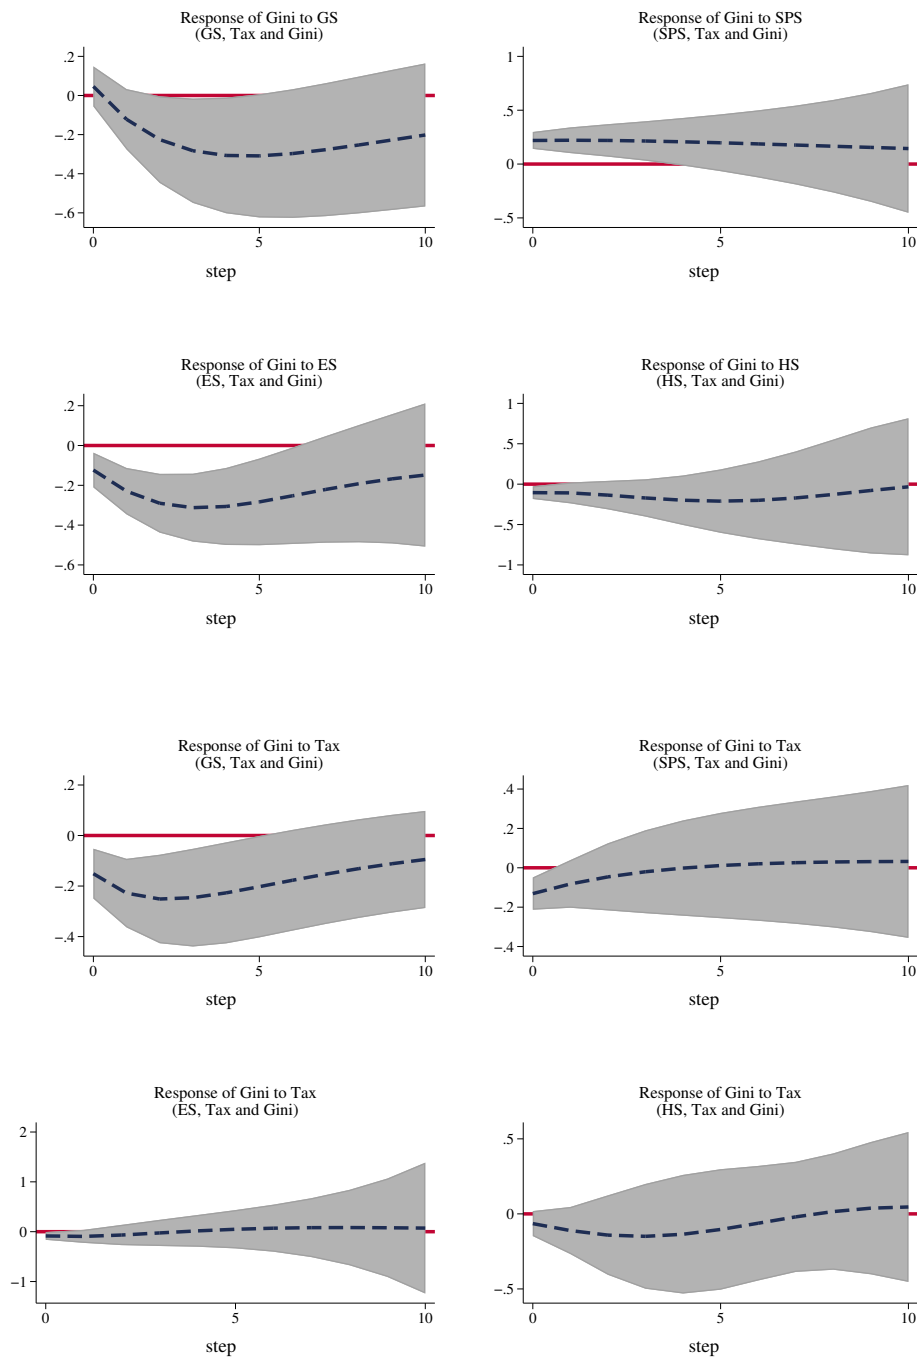 Response of Gini to GS
(GS, Tax and Gini)
.2
0
−.2
−.4
−.6
0
5
10
step
Response of Gini to SPS
(SPS, Tax and Gini)
1
.5
0
−.5
0
5
10
step
Response of Gini to ES
(ES, Tax and Gini)
.2
0
−.2
−.4
−.6
0
5
10
step
Response of Gini to HS
(HS, Tax and Gini)
1
.5
0
−.5
−1
0
5
10
step
Response of Gini to Tax
(GS, Tax and Gini)
.2
0
−.2
−.4
0
5
10
step
Response of Gini to Tax
(SPS, Tax and Gini)
.4
.2
0
−.2
−.4
0
5
10
step
Response of Gini to Tax
(ES, Tax and Gini)
2
1
0
−1
0
5
10
step
Response of Gini to Tax
(HS, Tax and Gini)
.5
0
−.5
0
5
10
step